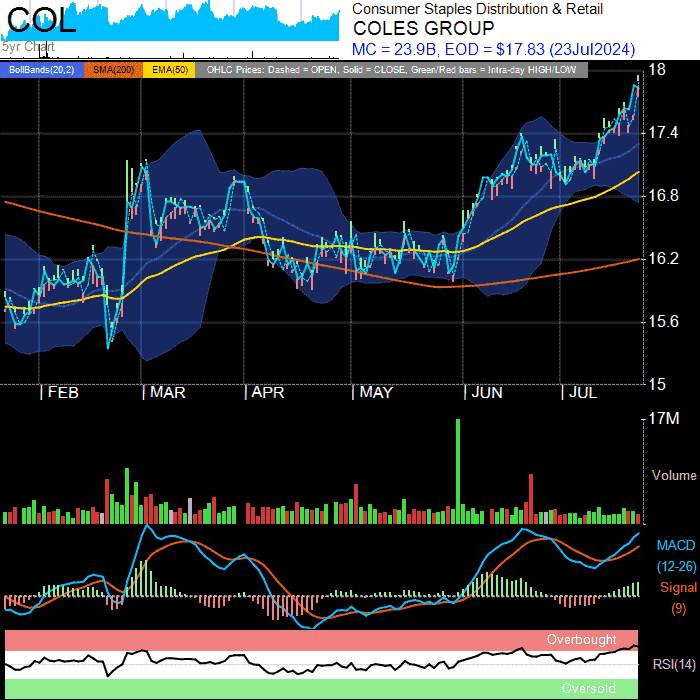 COL
5yr Chart
Consumer Staples Distribution & Retail
COLES GROUP
MC = 23.9B, EOD = $17.83 (23Jul2024)
BollBands(20,2) SMA(200) EMA(50) OHLC Prices: Dashed = OPEN, Solid = CLOSE, Green/Red bars = Intra-day HIGH/LOW
18
17.4
16.8
16.2
15.6
15
| FEB | MAR | APR | MAY | JUN | JUL
17M
Volume
MACD
(12-26)
Signal
(9)
Overbought
RSI(14)
Oversold